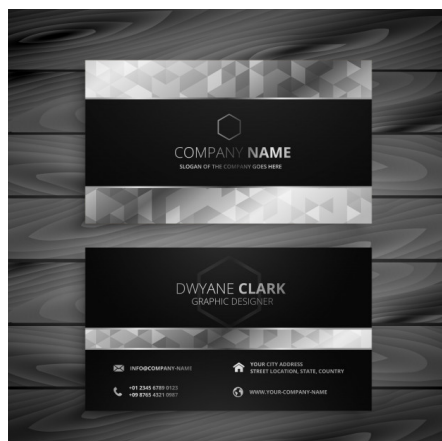 COMPANY NAME
SLOGAN OF THE COMPANY GOES HERE
DWYANE CLARK
GRAPHIC DESIGNER
INFO@COMPANY-NAME
+01 2345 6789 0123
+09 8765 4321 0987
YOUR CITY ADDRESS
STREET LOCATION, STATE, COUNTRY
WWW.YOUR-COMPANY-NAME